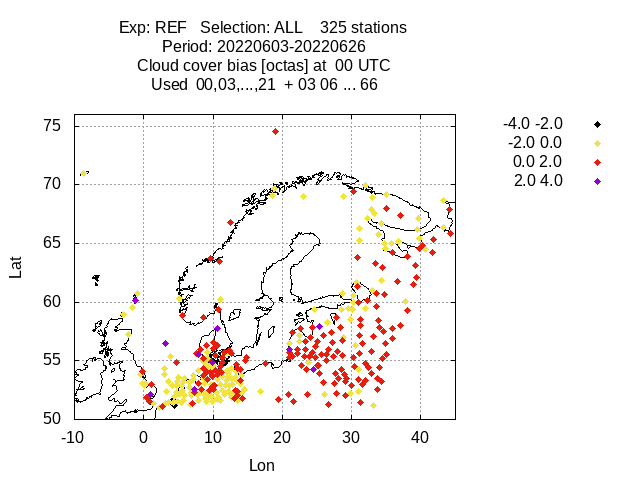 Exp: REF Selection: ALL 325 stations
Period: 20220603-20220626
Cloud cover bias [octas] at 00 UTC
Used 00,03,...,21 + 03 06 ... 66
-4.0 -2.0
-2.0 0.0
0.0 2.0
2.0 4.0
75
70
65
60
55
50
Lat
-10 0 10 20 30 40
Lon